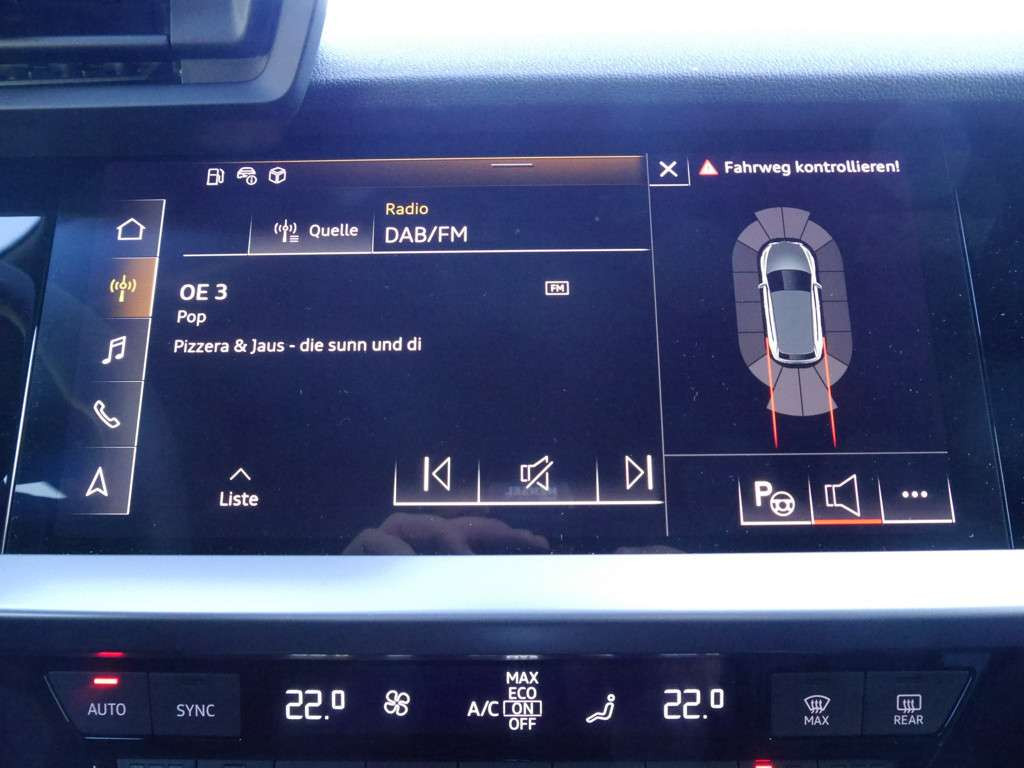 Fahrweg kontrollieren!
Radio
Quelle
DAB/FM
OE 3
FM
Pop
Pizzera & Jaus - die sunn und di
Liste
P
MAX
ECO
A/C ON
OFF
AUTO
SYNC
22.0
22.0
MAX
REAR